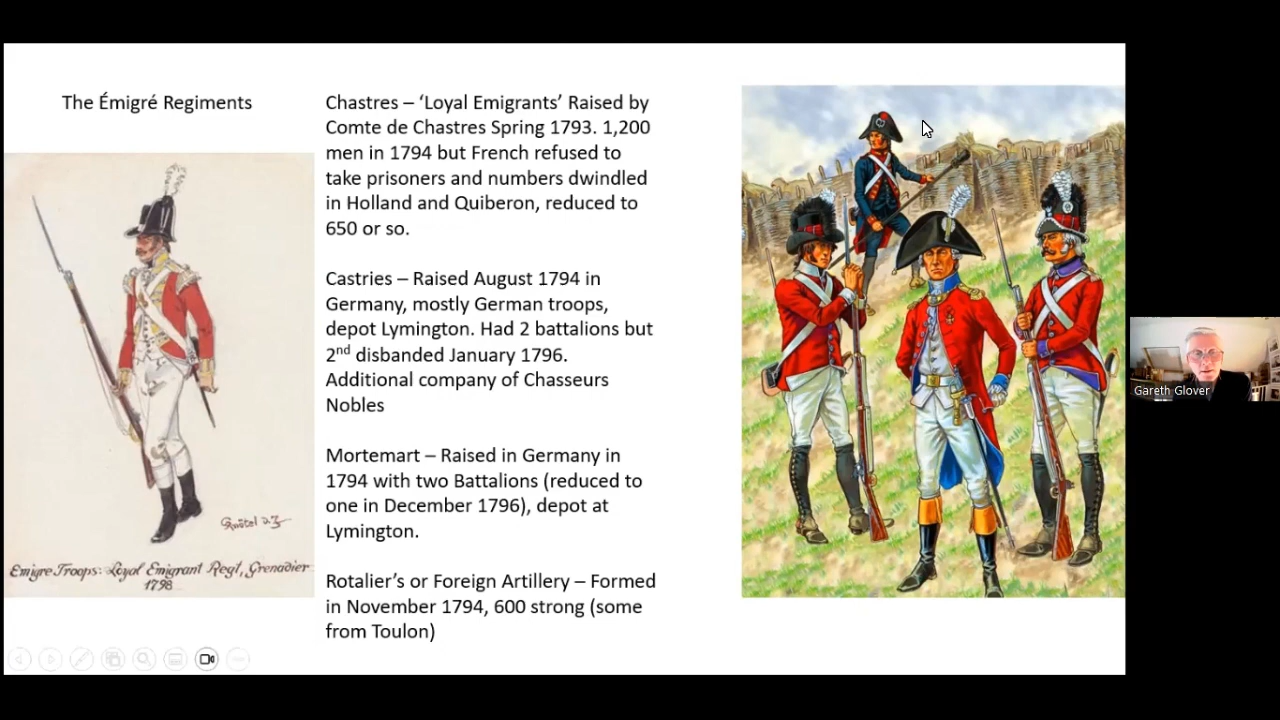 The Émigré Regiments
Chastres – ‘Loyal Emigrants’ Raised by
Comte de Chastres Spring 1793. 1,200
men in 1794 but French refused to
take prisoners and numbers dwindled
in Holland and Quiberon, reduced to
650 or so.
Castries – Raised August 1794 in
Germany, mostly German troops,
depot Lymington. Had 2 battalions but
2nd disbanded January 1796.
Additional company of Chasseurs
Nobles
Mortemart – Raised in Germany in
1794 with two Battalions (reduced to
one in December 1796), depot at
Lymington.
Rotalier’s or Foreign Artillery – Formed
in November 1794, 600 strong (some
from Toulon)
Emigre Troops: Loyal Emigrant Regt, Grenadier
1798
Gareth Glover